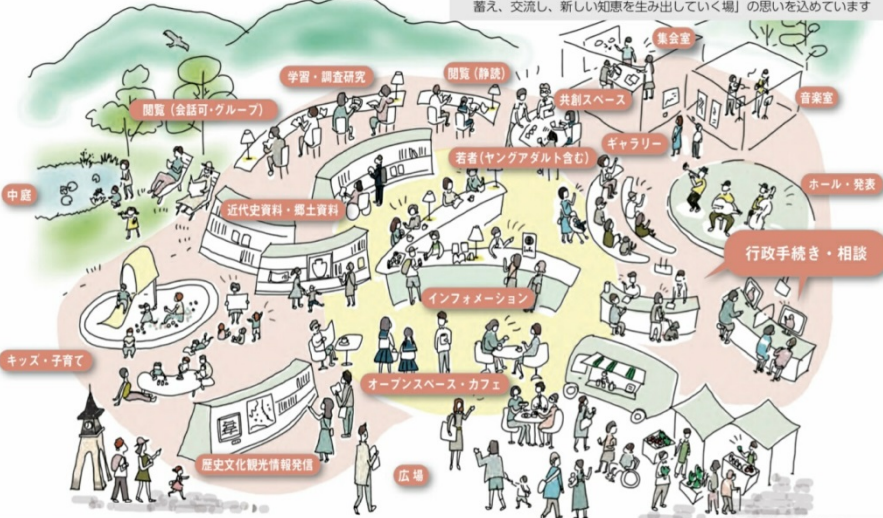 蓄え、交流し、新しい知恵を生み出していく場」の思いを込めています
集会室
学習・調査研究
閲覧（静読）
共創スペース
音楽室
閲覧（会話可・グループ）
若者（ヤングアダルト含む）
ギャラリー
中庭
ホール・発表
近代史資料・郷土資料
行政手続き・相談
インフォメーション
キッズ・子育て
オープンスペース・カフェ
歴史文化観光情報発信
広場